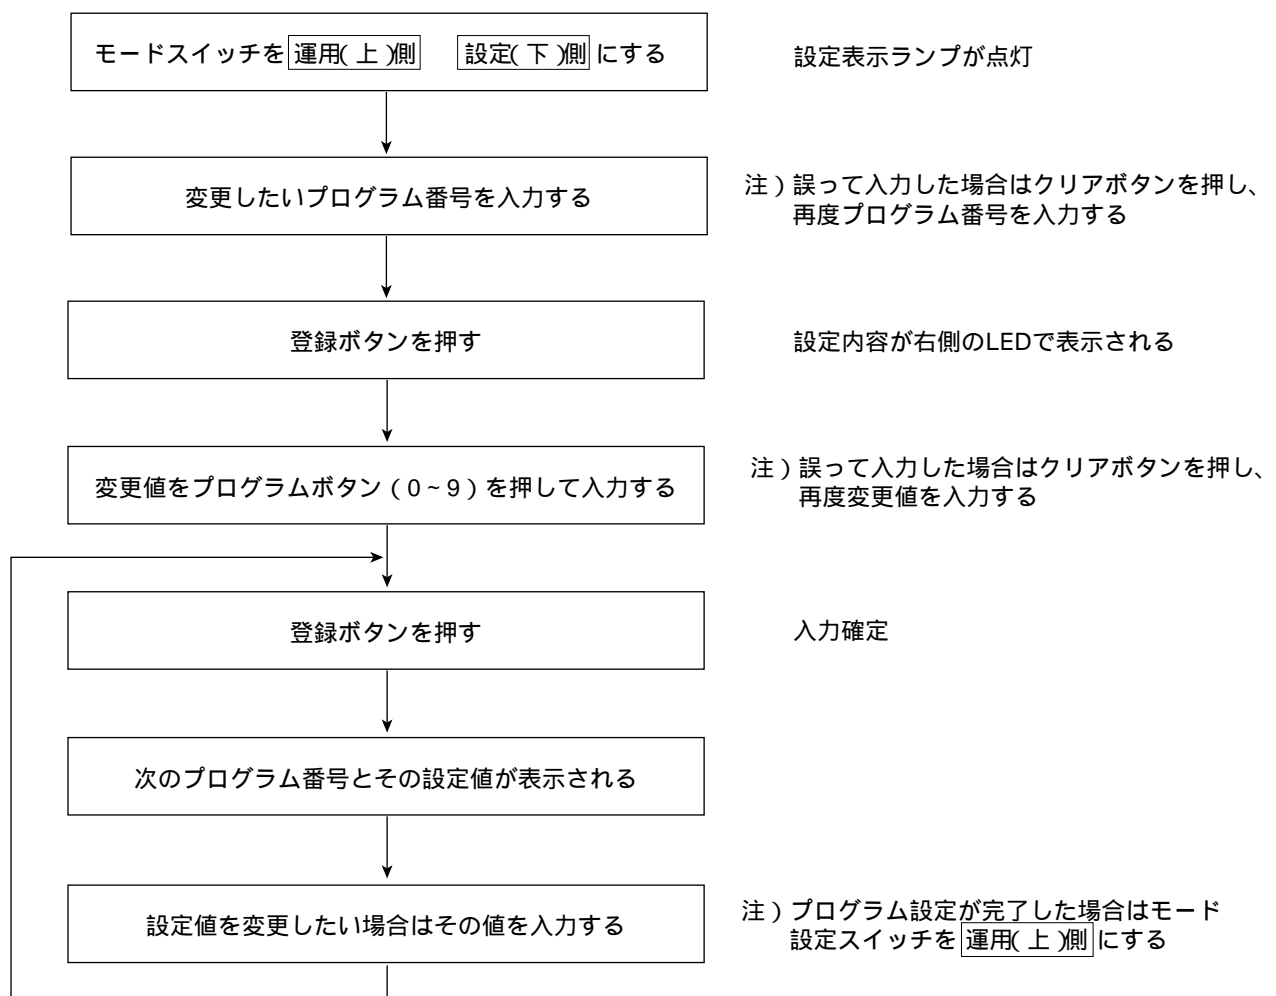 モードスイッチを 運用(上)側 設定(下)側 にする
設定表示ランプが点灯
変更したいプログラム番号を入力する
注）誤って入力した場合はクリアボタンを押し、
再度プログラム番号を入力する
登録ボタンを押す
設定内容が右側のLEDで表示される
変更値をプログラムボタン（0～9）を押して入力する
注）誤って入力した場合はクリアボタンを押し、
再度変更値を入力する
登録ボタンを押す
入力確定
次のプログラム番号とその設定値が表示される
設定値を変更したい場合はその値を入力する
注）プログラム設定が完了した場合はモード
設定スイッチを 運用(上)側 にする